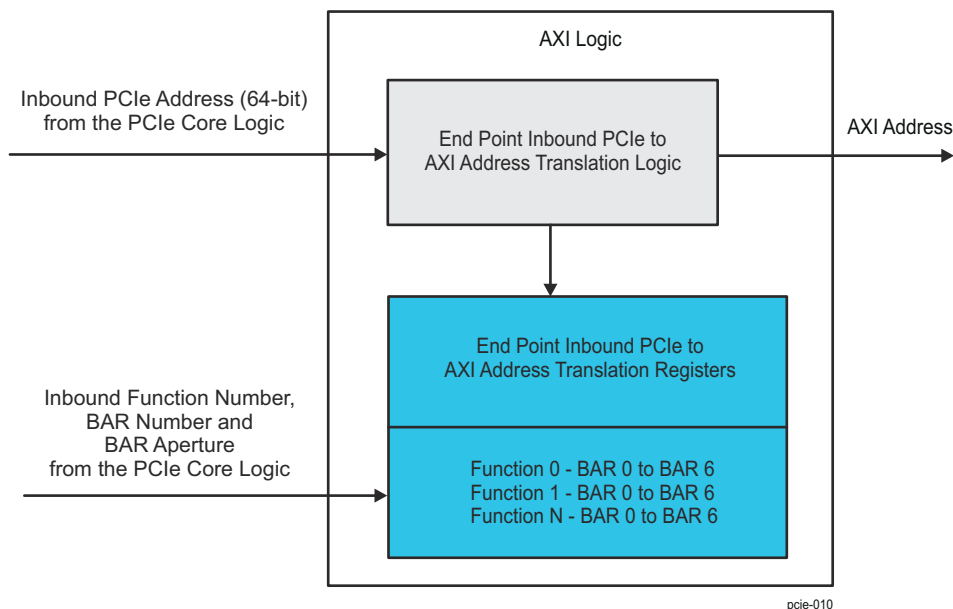 AXI Logic
Inbound PCIe Address (64-bit)
from the PCIe Core Logic
End Point Inbound PCIe to
AXI Address Translation Logic
AXI Address
End Point Inbound PCIe to
AXI Address Translation Registers
Inbound Function Number,
BAR Number and
BAR Aperture
from the PCIe Core Logic
Function 0 - BAR 0 to BAR 6
Function 1 - BAR 0 to BAR 6
Function N - BAR 0 to BAR 6
pcie-010